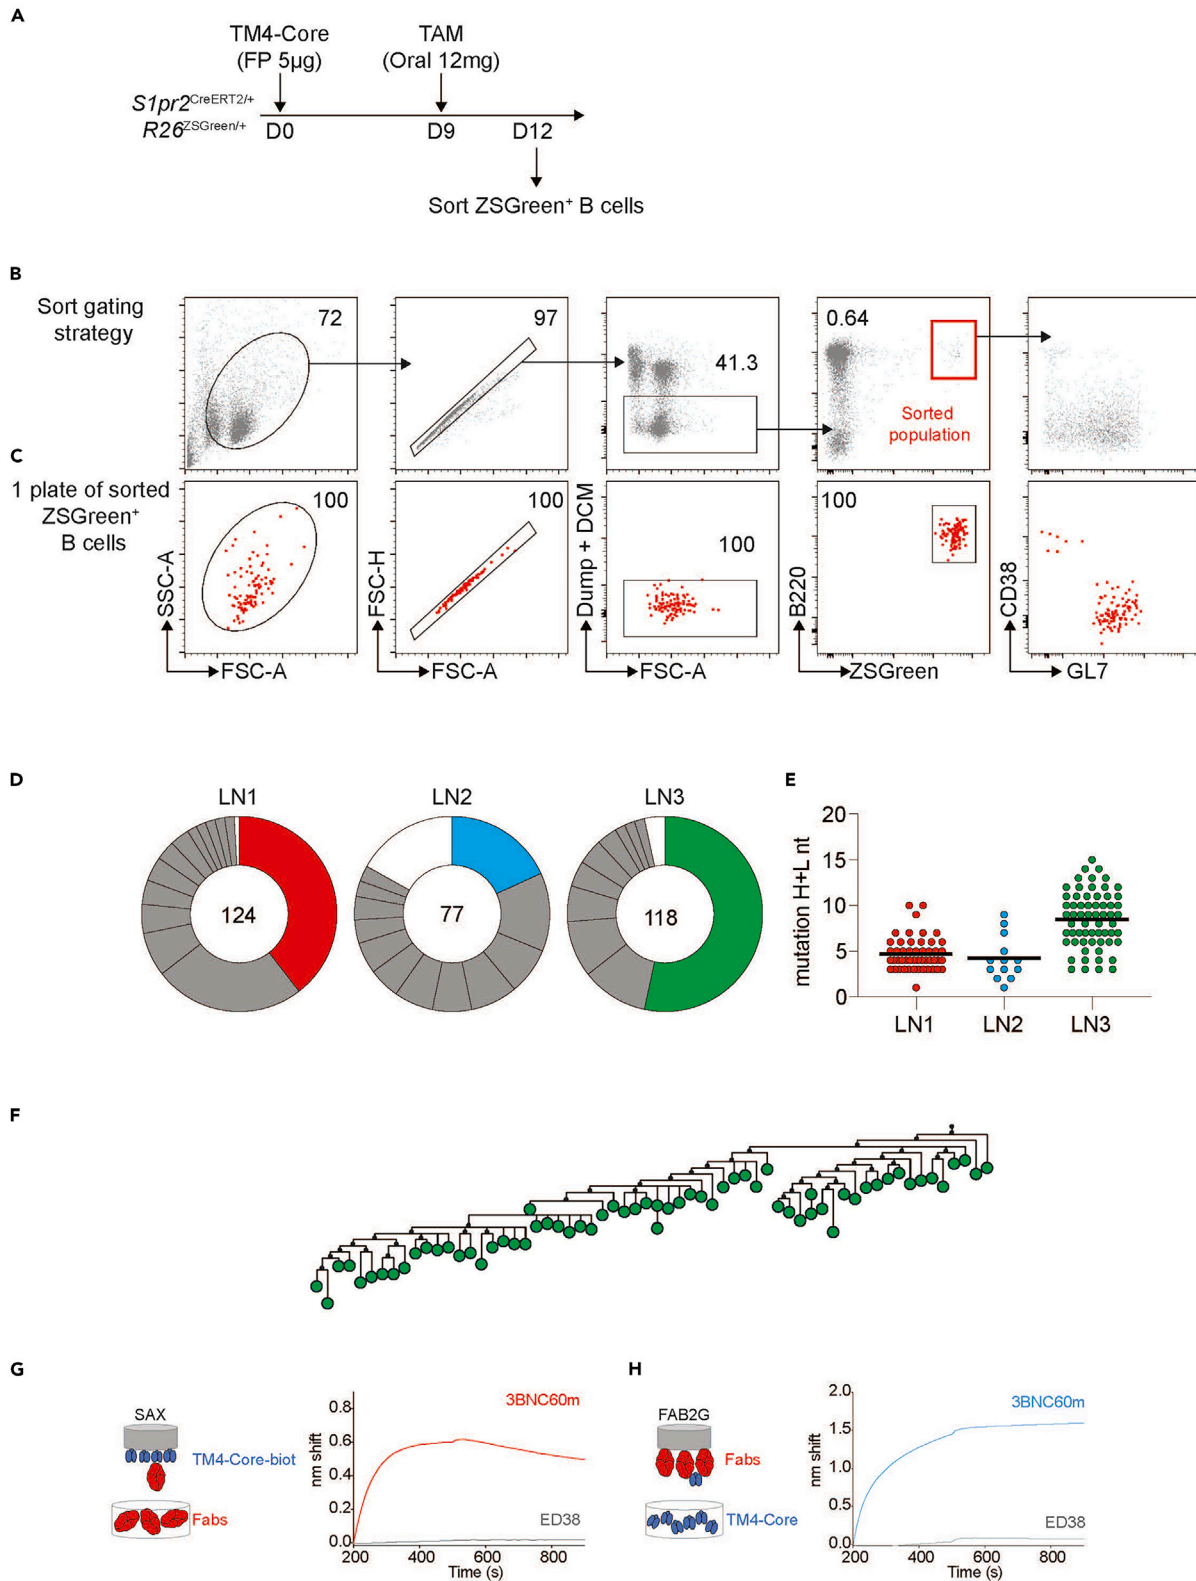 A
TM4-Core
(FP 5µg)
TAM
(Oral 12mg)
S1pr2CreERT2/+
R26ZSGreen/+
D0
D9
D12
Sort ZSGreen+ B cells
B
Sort gating
strategy
72
97
41.3
0.64
Sorted
population
C
1 plate of sorted
ZSGreen+
B cells
100
100
100
100
SSC-A
FSC-A
FSC-H
FSC-A
Dump + DCM
FSC-A
B220
ZSGreen
CD38
GL7
D
LN1
LN2
LN3
124
77
118
E
mutation H+L nt
20
15
10
5
0
LN1
LN2
LN3
F
G
SAX
TM4-Core-biot
Fabs
nm shift
0.8
0.6
0.4
0.2
0.0
3BNC60m
ED38
200
400
600
800
Time (s)
H
FAB2G
Fabs
TM4-Core
nm shift
2.0
1.5
1.0
0.5
0.0
3BNC60m
ED38
200
400
600
800
Time (s)